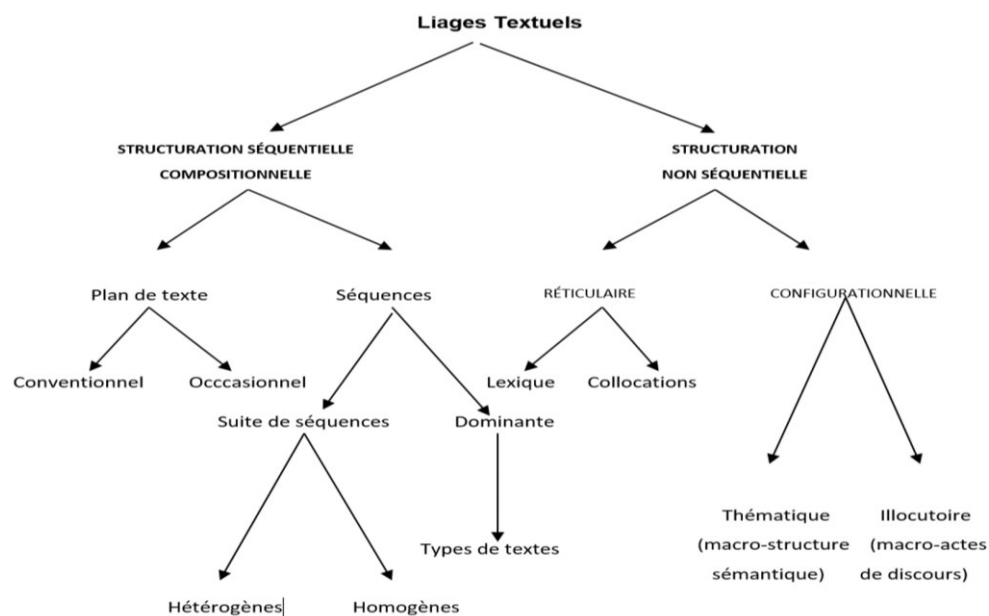 Liages Textuels
STRUCTURATION SÉQUENTIELLE
COMPOSITIONNELLE
STRUCTURATION
NON SÉQUENTIELLE
Plan de texte
Séquences
RÉTICULAIRE
CONFIGURATIONNELLE
Conventionnel
Occcasionnel
Lexique
Collocations
Suite de séquences
Dominante
Types de textes
Thématique
(macro-structure
sémantique)
Illocutoire
(macro-actes
de discours)
Hétérogènes
Homogènes